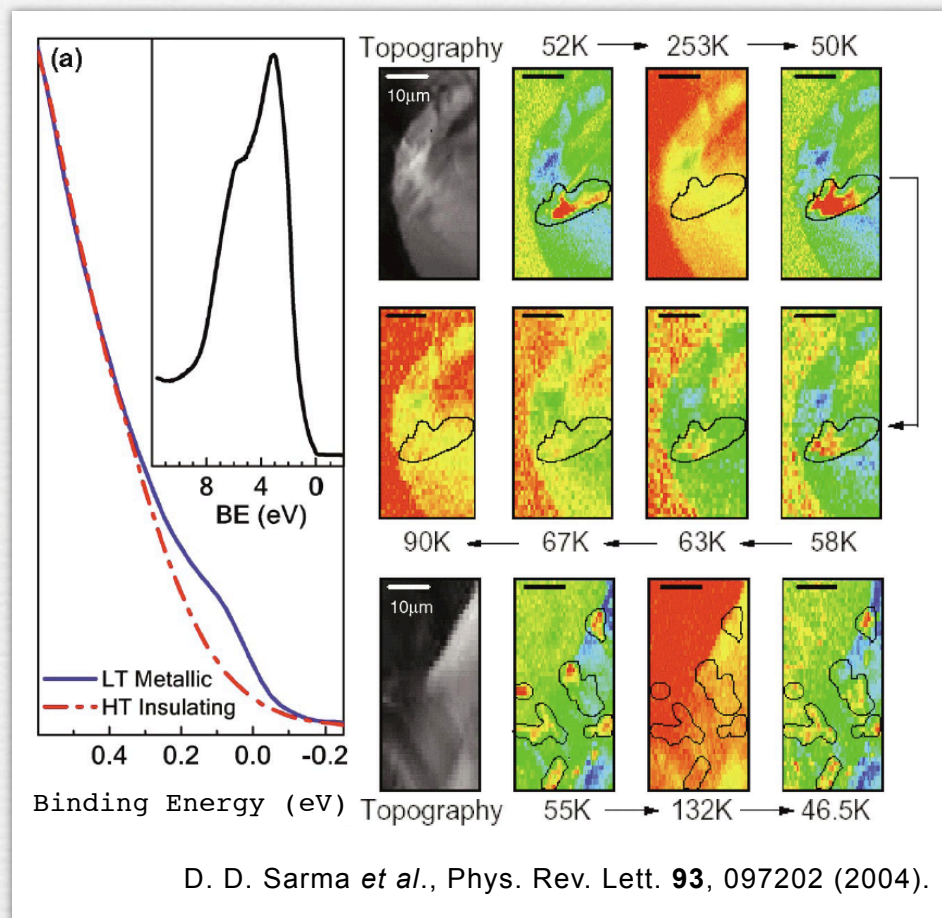 (a)
8 4 0
BE (eV)
LT Metallic
HT Insulating
0.4 0.2 0.0 -0.2
Binding Energy (eV)
Topography 52K 253K 50K
10μm
90K 67K 63K 58K
10μm
Topography 55K 132K 46.5K
D. D. Sarma et al., Phys. Rev. Lett. 93, 097202 (2004).